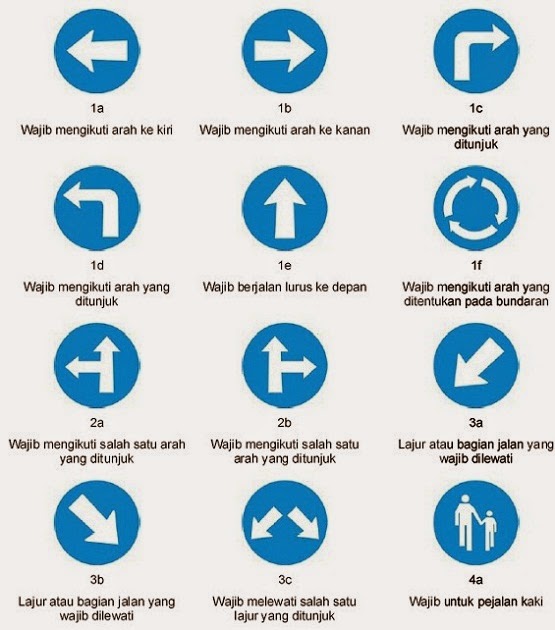 1a
Wajib mengikuti arah ke kiri
1b
Wajib mengikuti arah ke kanan
1c
Wajib mengikuti arah yang
ditunjuk
1d
Wajib mengikuti arah yang
ditunjuk
1e
Wajib berjalan lurus ke depan
1f
Wajib mengikuti arah yang
ditentukan pada bundaran
2a
Wajib mengikuti salah satu arah
yang ditunjuk
2b
Wajib mengikuti salah satu
arah yang ditunjuk
3a
Lajur atau bagian jalan yang
wajib dilewati
3b
Lajur atau bagian jalan yang
wajib dilewati
3c
Wajib melewati salah satu
lajur yang ditunjuk
4a
Wajib untuk pejalan kaki